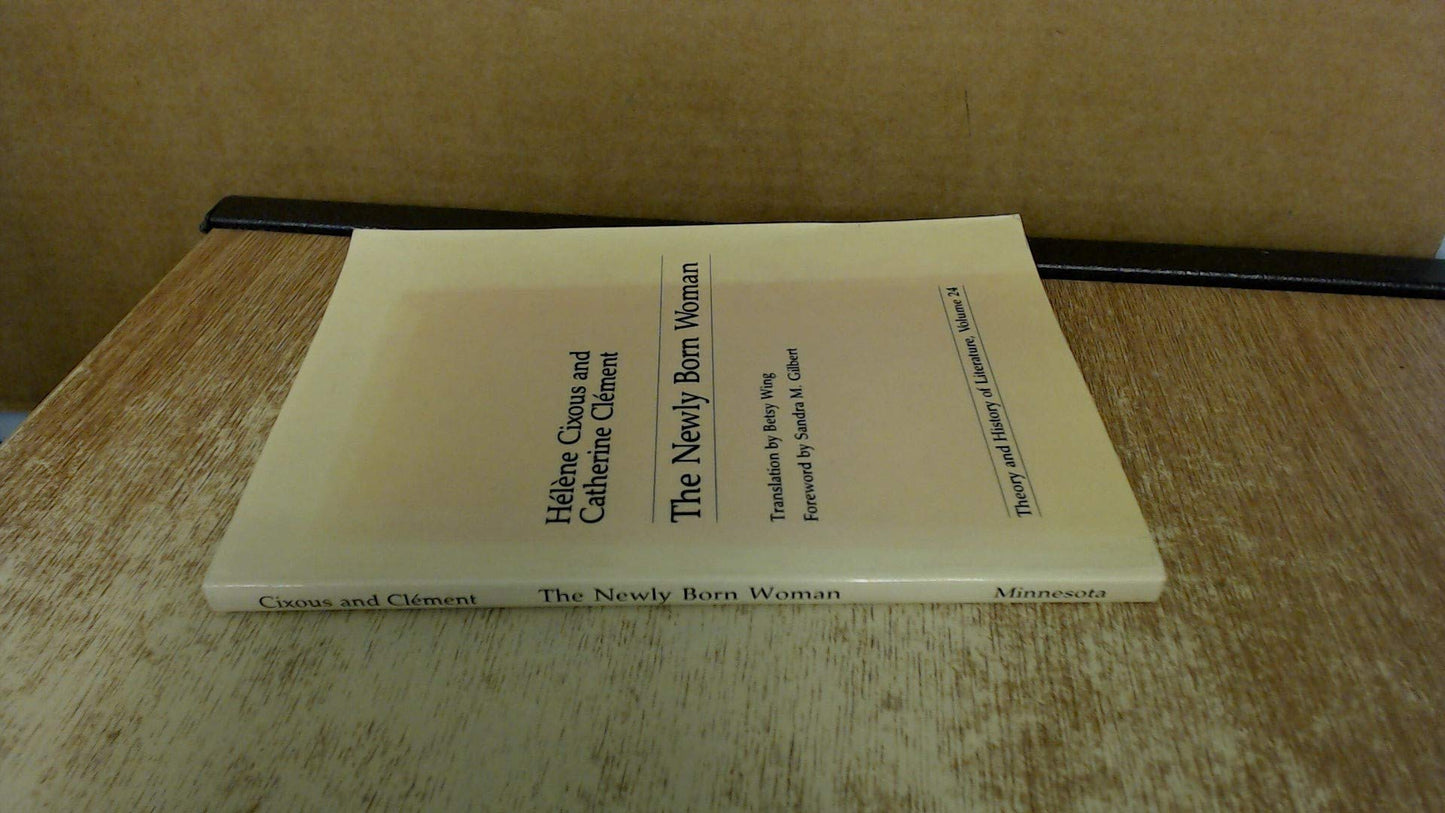 Hélène Cixous and
Catherine Clément
The Newly Born Woman
Translation by Betsy Wing
Foreword by Sandra M. Gilbert
Theory and History of Literature, Volume 24
Cixous and Clément The Newly Born Woman Minnesota